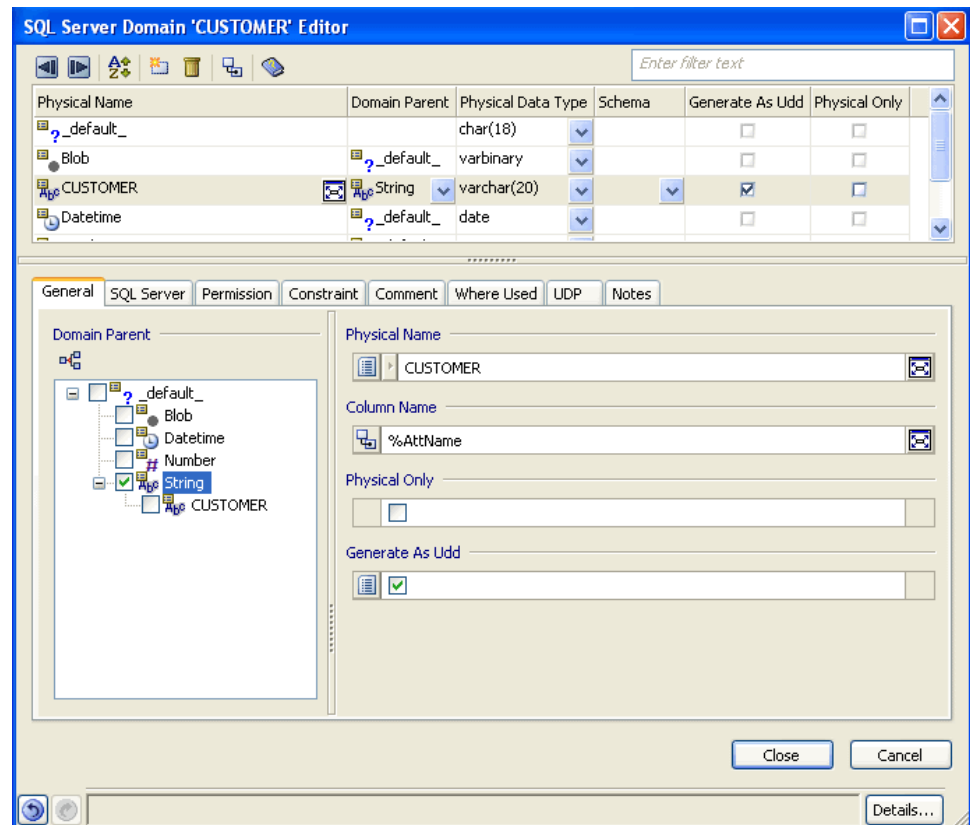 SQL Server Domain 'CUSTOMER' Editor
Enter filter text
Physical Name Domain Parent Physical Data Type Schema Generate As Udd Physical Only
_default_ char(18)
Blob _default_ varbinary
CUSTOMER String varchar(20)
Datetime _default_ date
General SQL Server Permission Constraint Comment Where Used UDP Notes
Domain Parent
_default_
Blob
Datetime
Number
String
CUSTOMER
Physical Name
CUSTOMER
Column Name
%AttName
Physical Only
Generate As Udd
Close Cancel
Details...